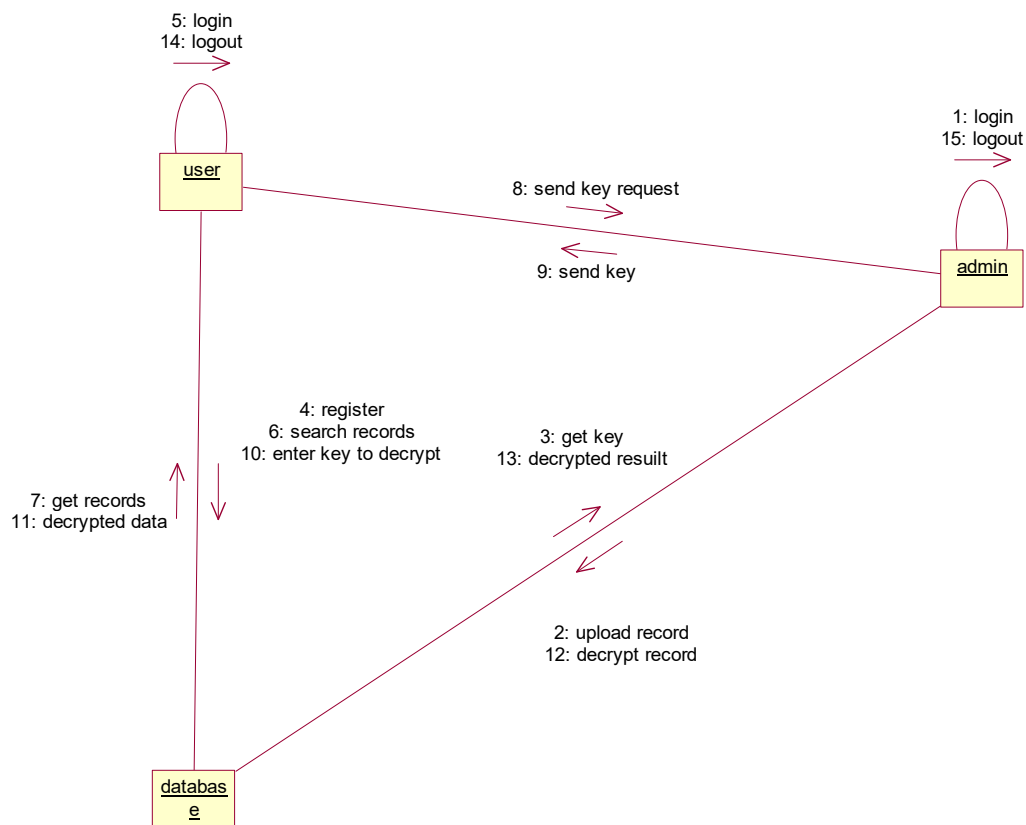 5: login
14: logout
1: login
15: logout
user
8: send key request
admin
9: send key
4: register
6: search records
10: enter key to decrypt
3: get key
13: decrypted resuilt
7: get records
11: decrypted data
2: upload record
12: decrypt record
databas
e